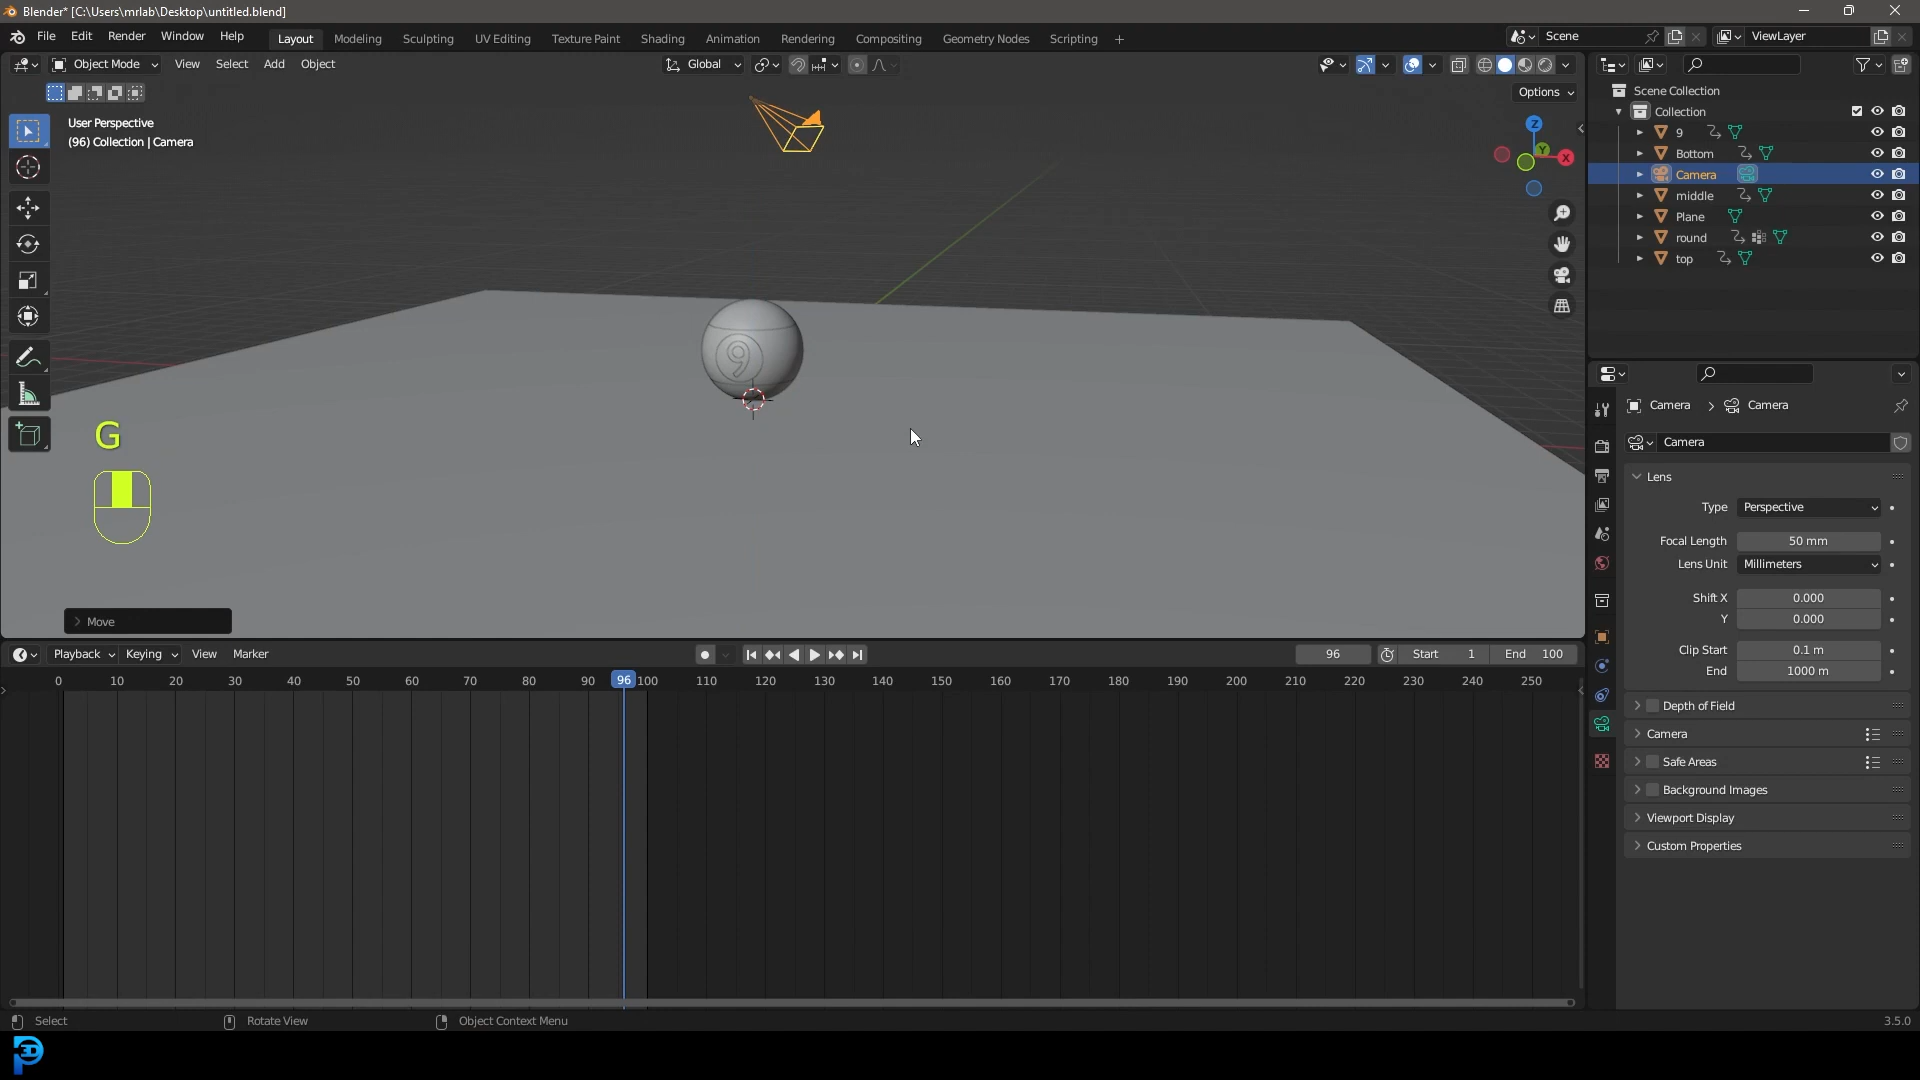 Blender* [C:\Users\mrlab\Desktop\untitled.blend]
File Edit Render Window Help Layout Modeling Sculpting UV Editing Texture Paint Shading Animation Rendering Compositing Geometry Nodes Scripting + Scene ViewLayer
Object Mode View Select Add Object Global
Options
User Perspective
(96) Collection | Camera
Z
Y
X
9
G
Move
Scene Collection
Collection
9
Bottom
Camera
middle
Plane
round
top
Camera > Camera
Camera
Lens
Type Perspective
Focal Length 50 mm
Lens Unit Millimeters
Shift X 0.000
Y 0.000
Clip Start 0.1 m
End 1000 m
Depth of Field
Camera
Safe Areas
Background Images
Viewport Display
Custom Properties
Playback Keying View Marker 96 Start 1 End 100
0 10 20 30 40 50 60 70 80 90 96 100 110 120 130 140 150 160 170 180 190 200 210 220 230 240 250
Select Rotate View Object Context Menu 3.5.0
3D